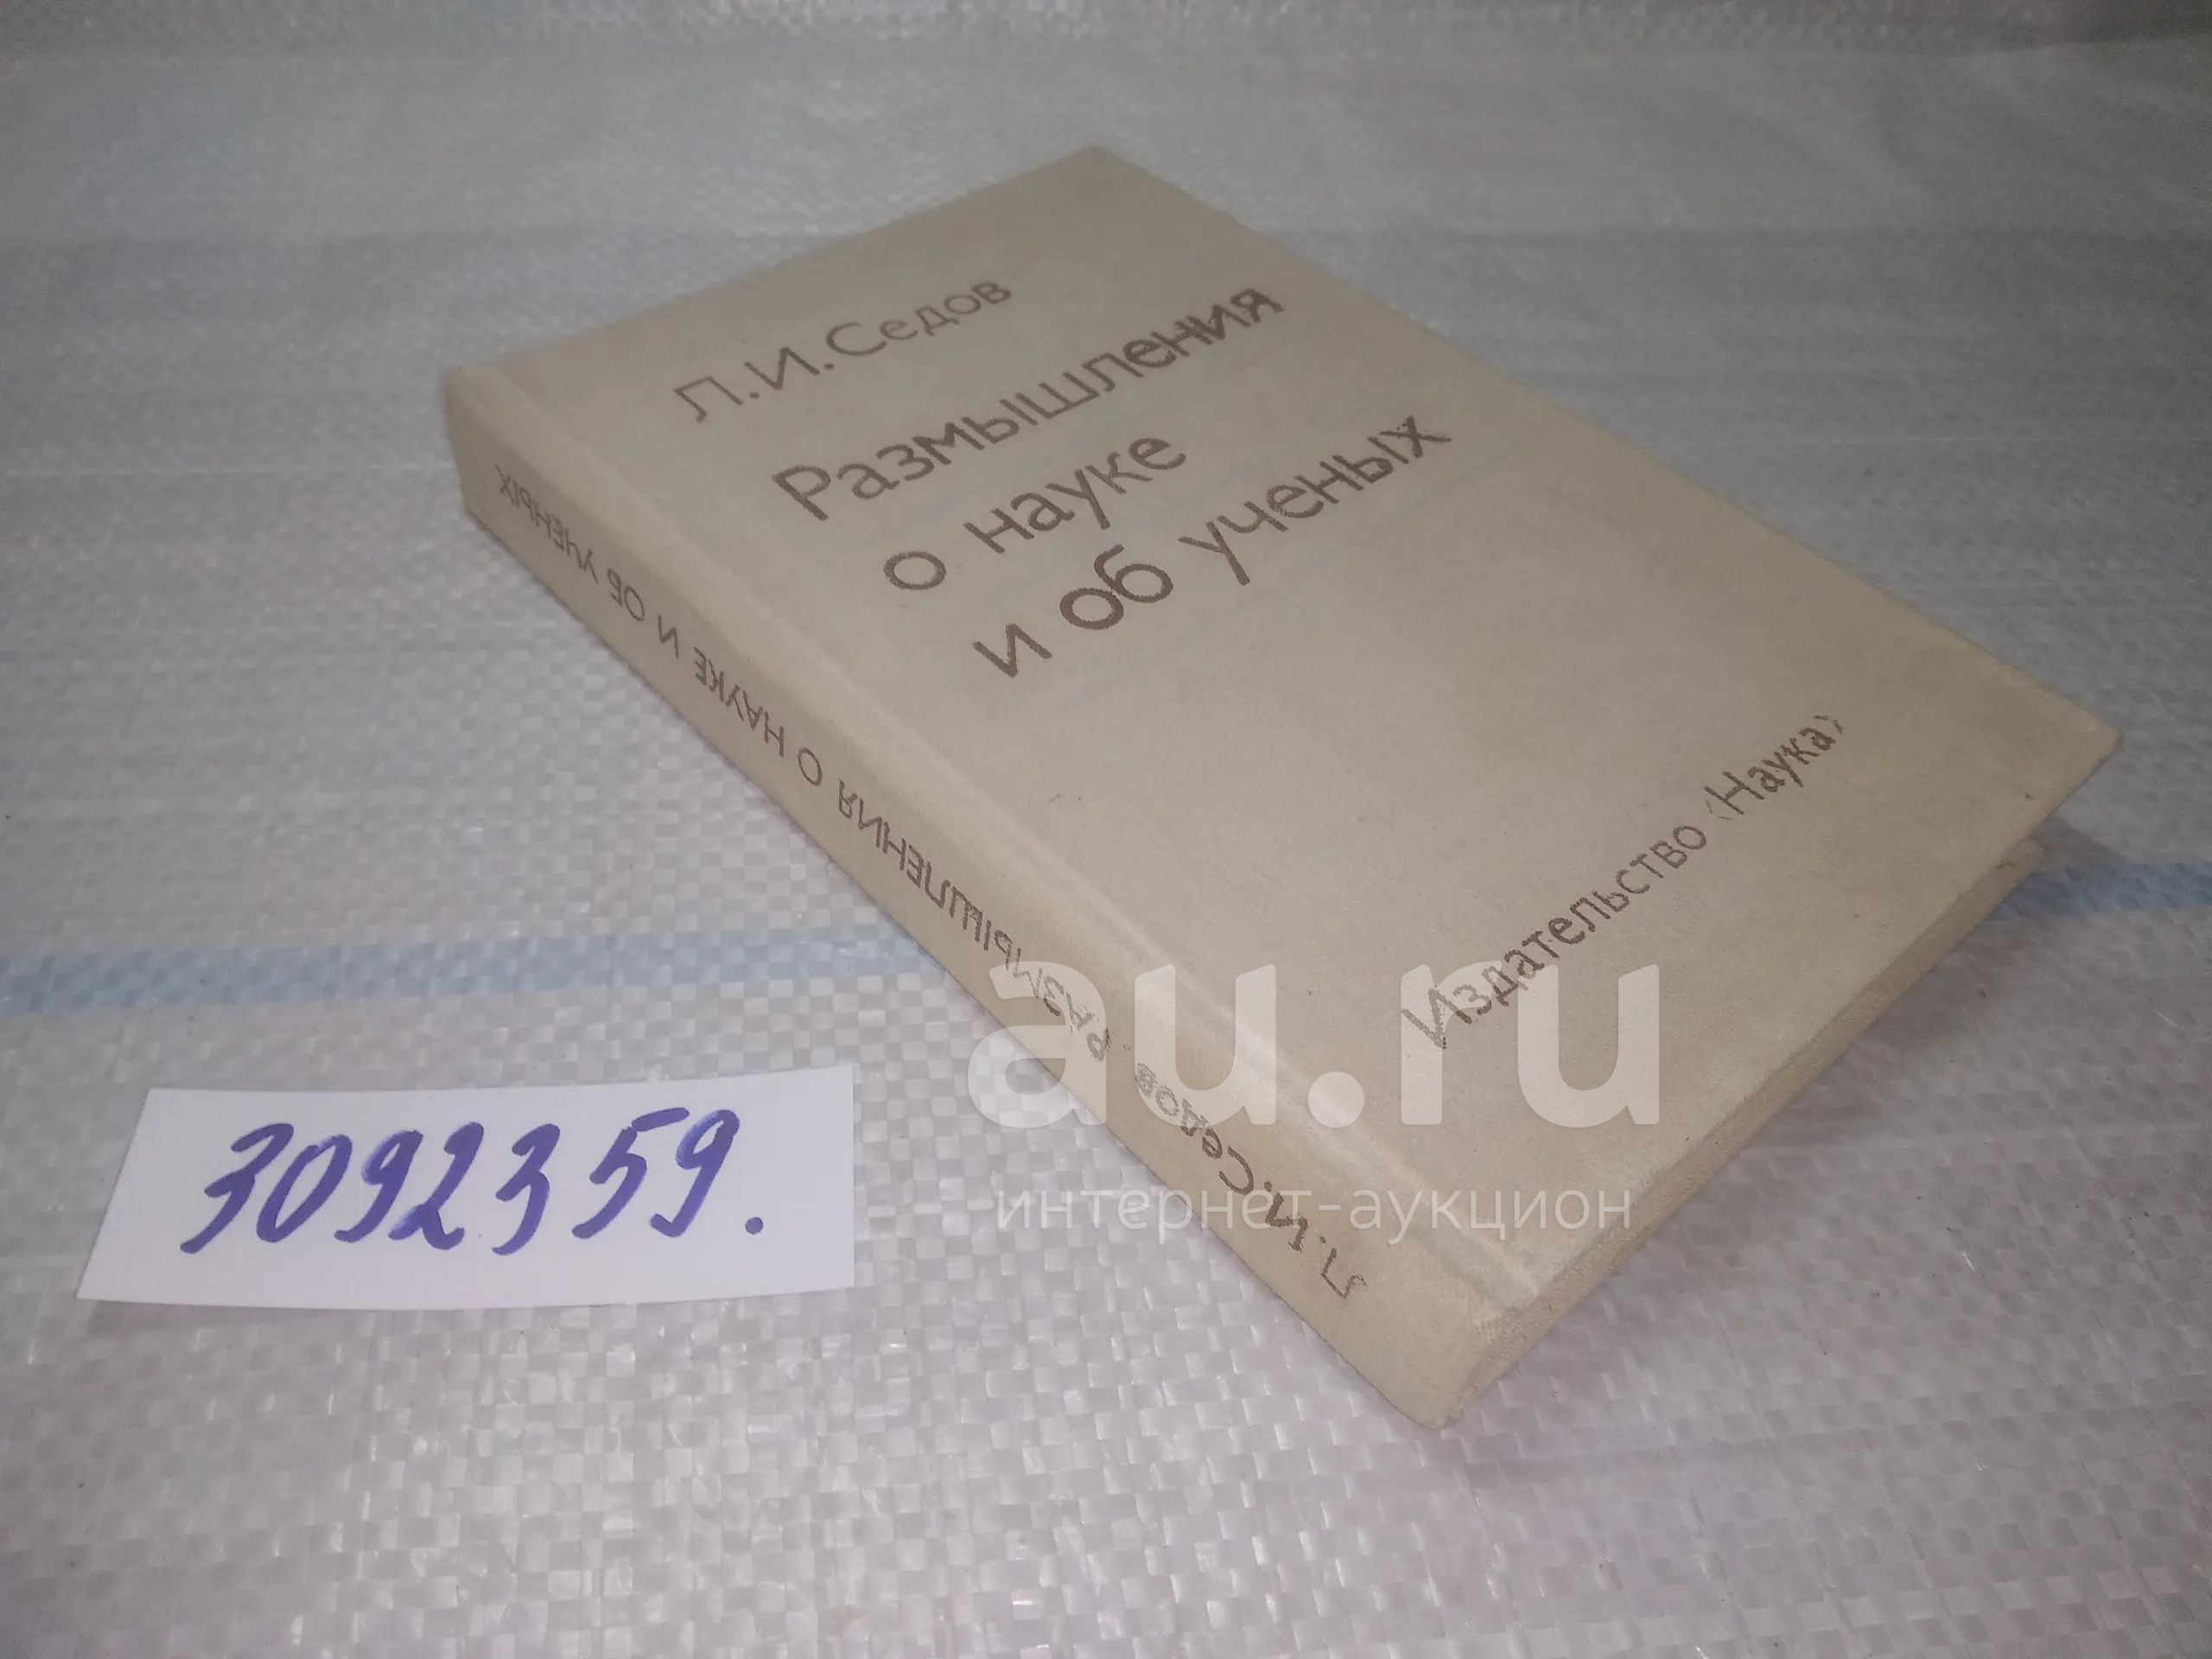 Л.И.Седов
Размышления
о науке
и об ученых
Издательство «Наука»
Л.И.Седов РАЗМЫШЛЕНИЯ О НАУКЕ И ОБ УЧЕНЫХ
3092359.
au.ru
интернет-аукцион